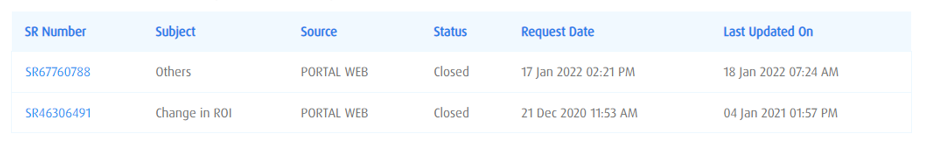 SR Number Subject Source Status Request Date Last Updated On
SR67760788 Others PORTAL WEB Closed 17 Jan 2022 02:21 PM 18 Jan 2022 07:24 AM
SR46306491 Change in ROI PORTAL WEB Closed 21 Dec 2020 11:53 AM 04 Jan 2021 01:57 PM